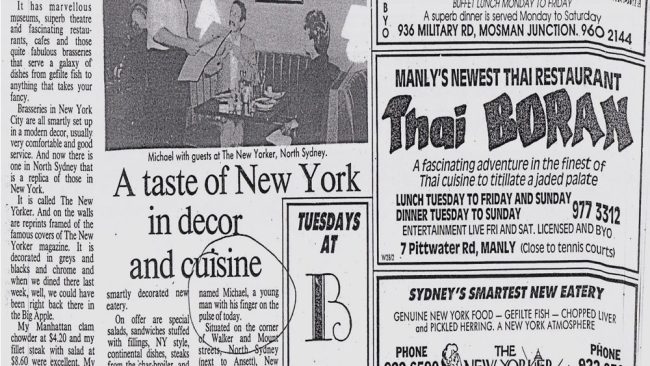 It has marvellous
museums, superb theatre
and fascinating restau-
rants, cafes and those
quite fabulous brasseries
that serve a galaxy of
dishes from gefilte fish to
anything that takes your
fancy.
Brasseries in New York
City are all smartly set up
in a modern decor, usually
very comfortable and good
service. And now there is
one in North Sydney that
is a replica of those in
New York.
It is called The New
Yorker. And on the walls
are reprints framed of the
famous covers of The New
Yorker magazine. It is
decorated in greys and
blacks and chrome and
when we dined there last
week, well, we could have
been right back there in
the Big Apple.
My Manhattan clam
chowder at $4.20 and my
fillet steak with salad at
$8.60 were excellent. My
Michael with guests at The New Yorker, North Sydney.
A taste of New York
in decor
and cuisine
smartly decorated new
eatery.
On offer are special
salads, sandwiches stuffed
with fillings, NY style,
continental dishes, steaks
from the char-broiler, and
named Michael, a young
man with his finger on the
pulse of today.
Situated on the corner
of Walker and Mount
streets, North Sydney
(next to Ansett), New
TUESDAYS
AT
B
BUFFET LUNCH MONDAY TO FRIDAY
A superb dinner is served Monday to Saturday
936 MILITARY RD, MOSMAN JUNCTION. 960 2144
BYO
MANLY'S NEWEST THAI RESTAURANT
Thai BORAN
A fascinating adventure in the finest of
Thai cuisine to titillate a jaded palate
LUNCH TUESDAY TO FRIDAY AND SUNDAY
DINNER TUESDAY TO SUNDAY 977 3312
ENTERTAINMENT LIVE FRI AND SAT. LICENSED AND BYO
7 Pittwater Rd, MANLY (Close to tennis courts)
SYDNEY'S SMARTEST NEW EATERY
GENUINE NEW YORK FOOD – GEFILTE FISH – CHOPPED LIVER
and PICKLED HERRING. A NEW YORK ATMOSPHERE
PHONE THE PHONE
NEW YORKER